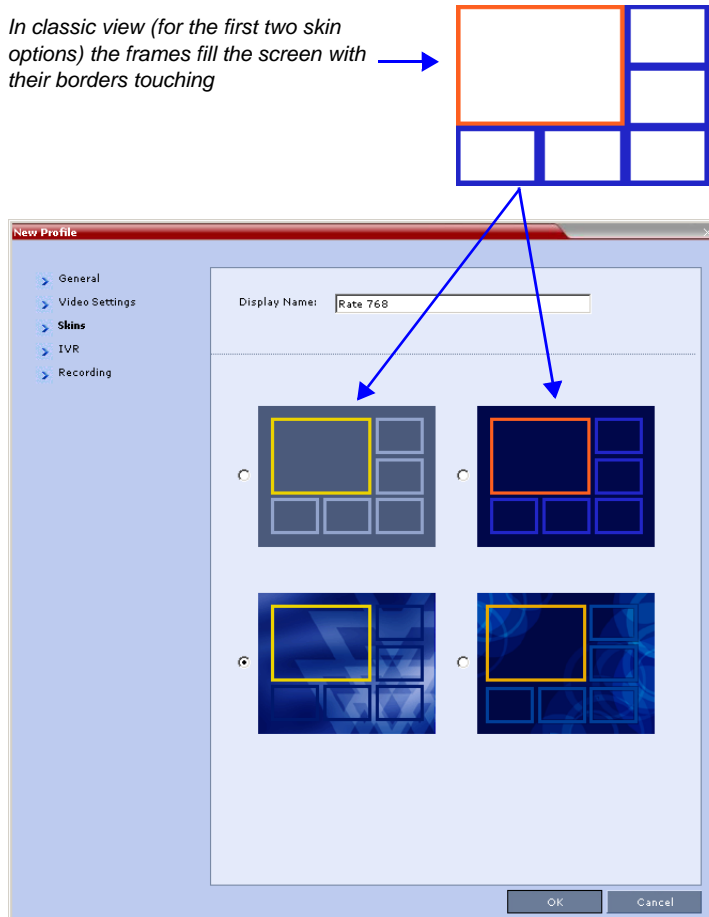 In classic view (for the first two skin
options) the frames fill the screen with
their borders touching
New Profile
General
Video Settings
Skins
IVR
Recording
Display Name: Rate 768
OK Cancel